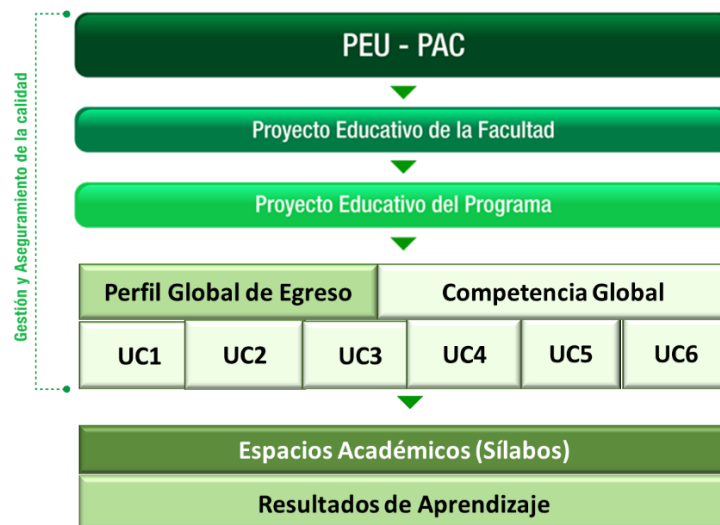 PEU - PAC
Proyecto Educativo de la Facultad
Proyecto Educativo del Programa
Perfil Global de Egreso
Competencia Global
UC1
UC2
UC3
UC4
UC5
UC6
Espacios Académicos (Sílabos)
Resultados de Aprendizaje
Gestión y Aseguramiento de la calidad